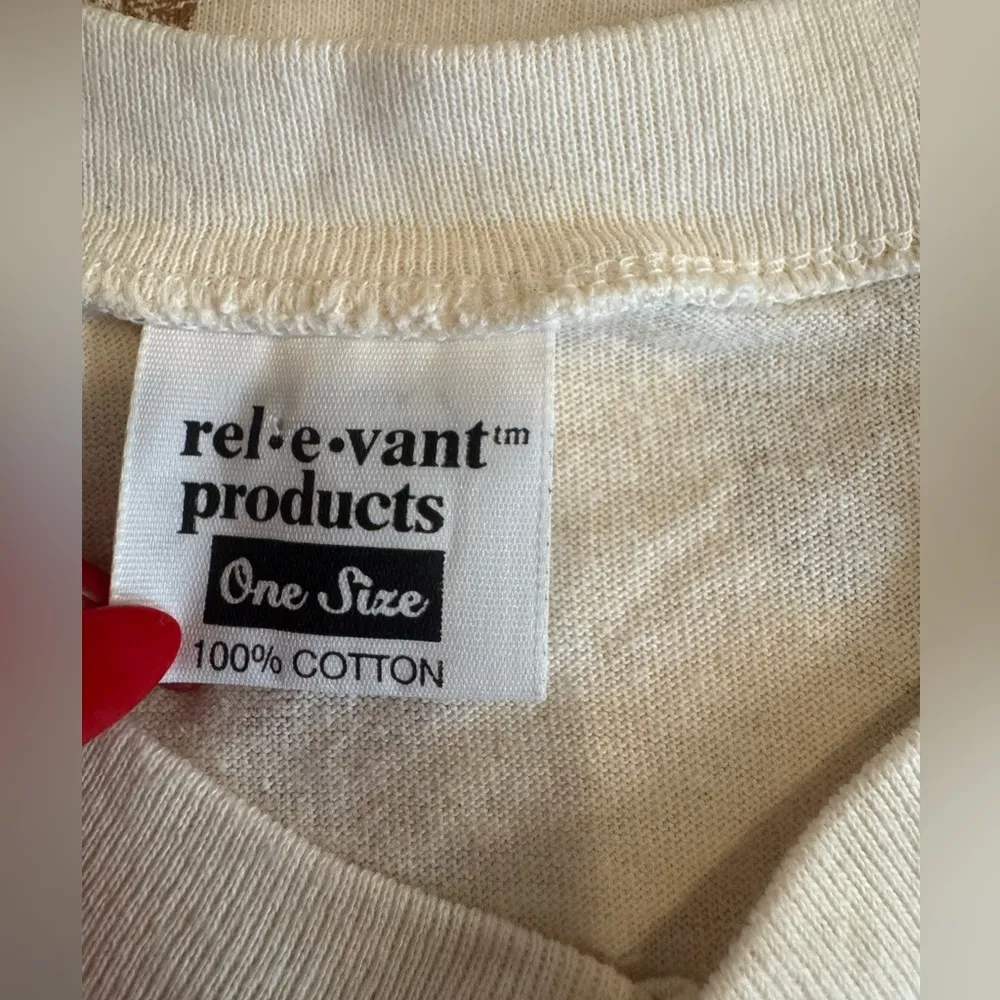 rel·e·vant™
products
One Size
100% COTTON